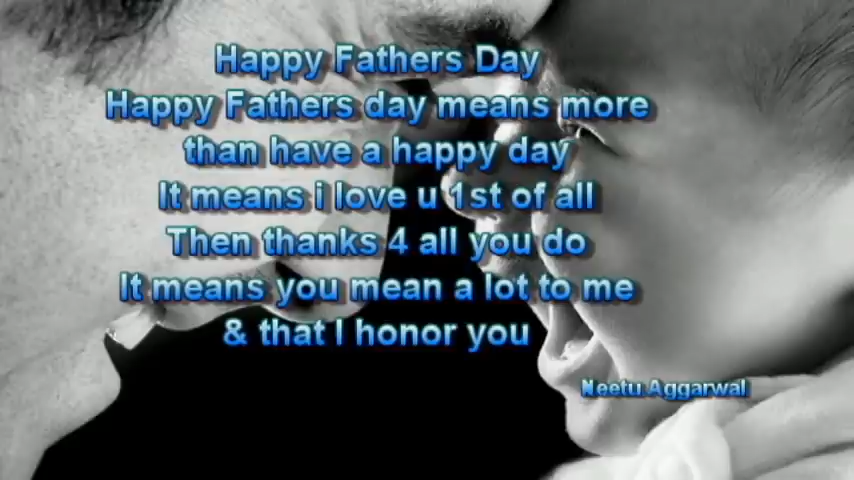 Happy Fathers Day
Happy Fathers day means more
than have a happy day
It means i love u 1st of all
Then thanks 4 all you do
It means you mean a lot to me
& that I honor you
Neetu Aggarwal